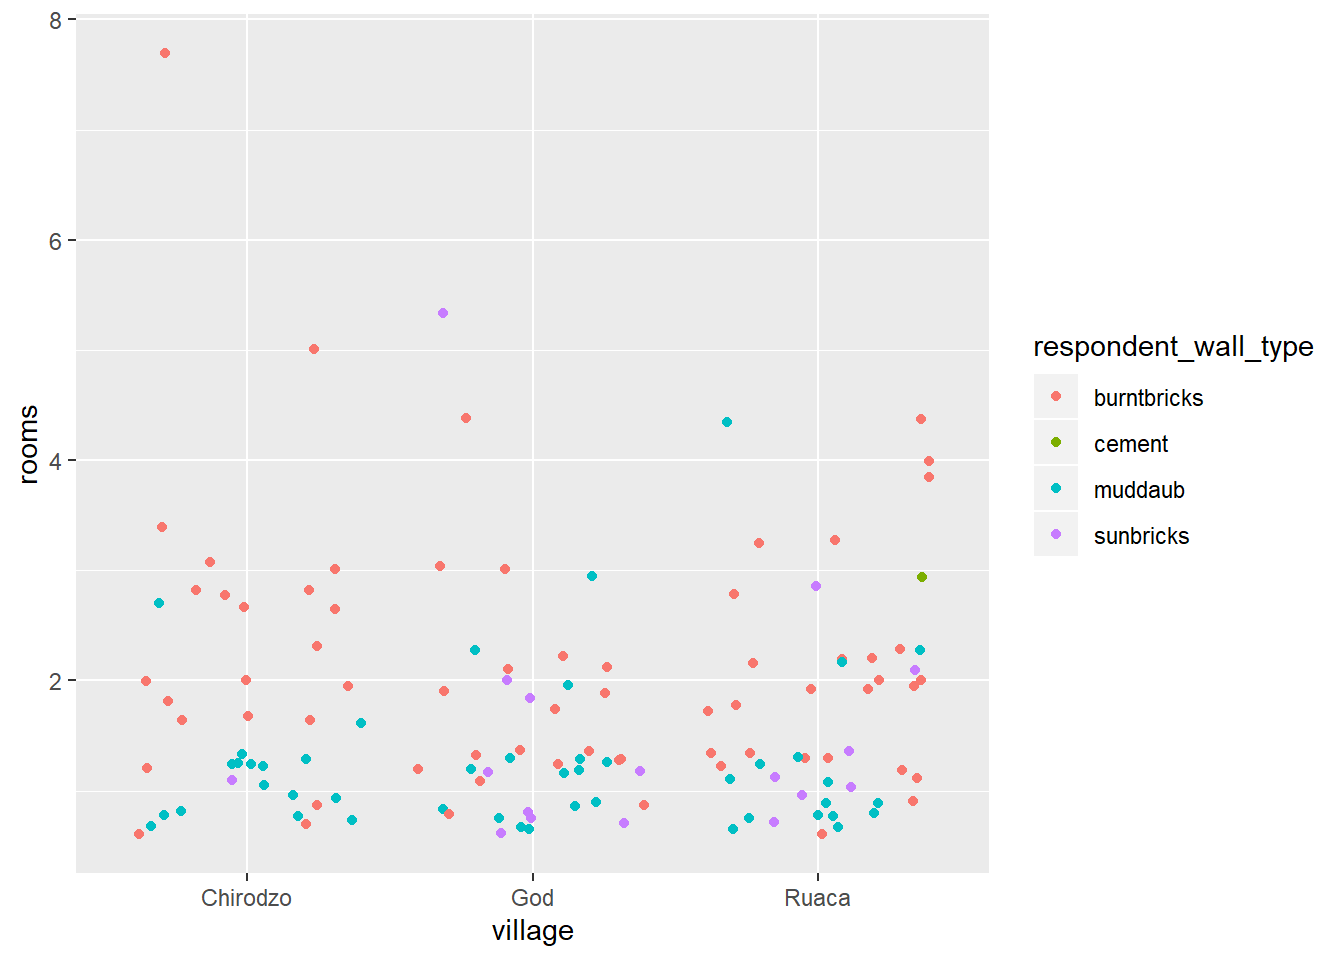 8
6
4
2
rooms
Chirodzo
God
Ruaca
village
respondent_wall_type
burntbricks
cement
muddaub
sunbricks